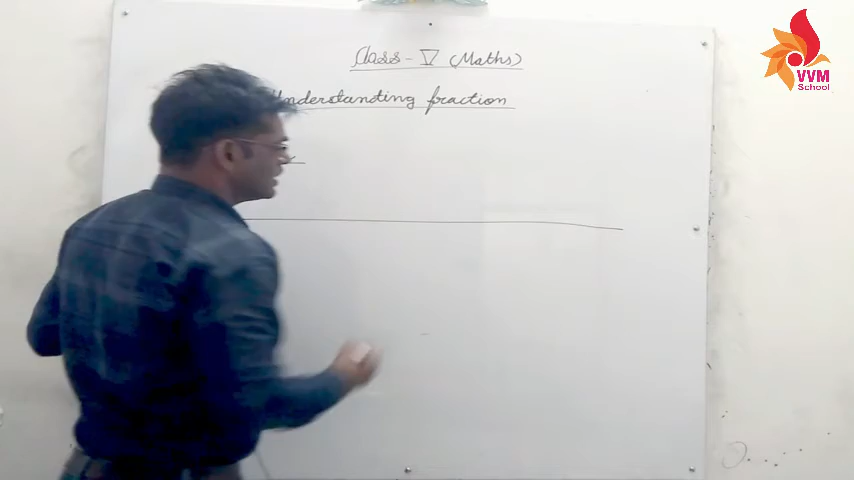 Class - V (Maths)
Understanding fraction
VVM
School